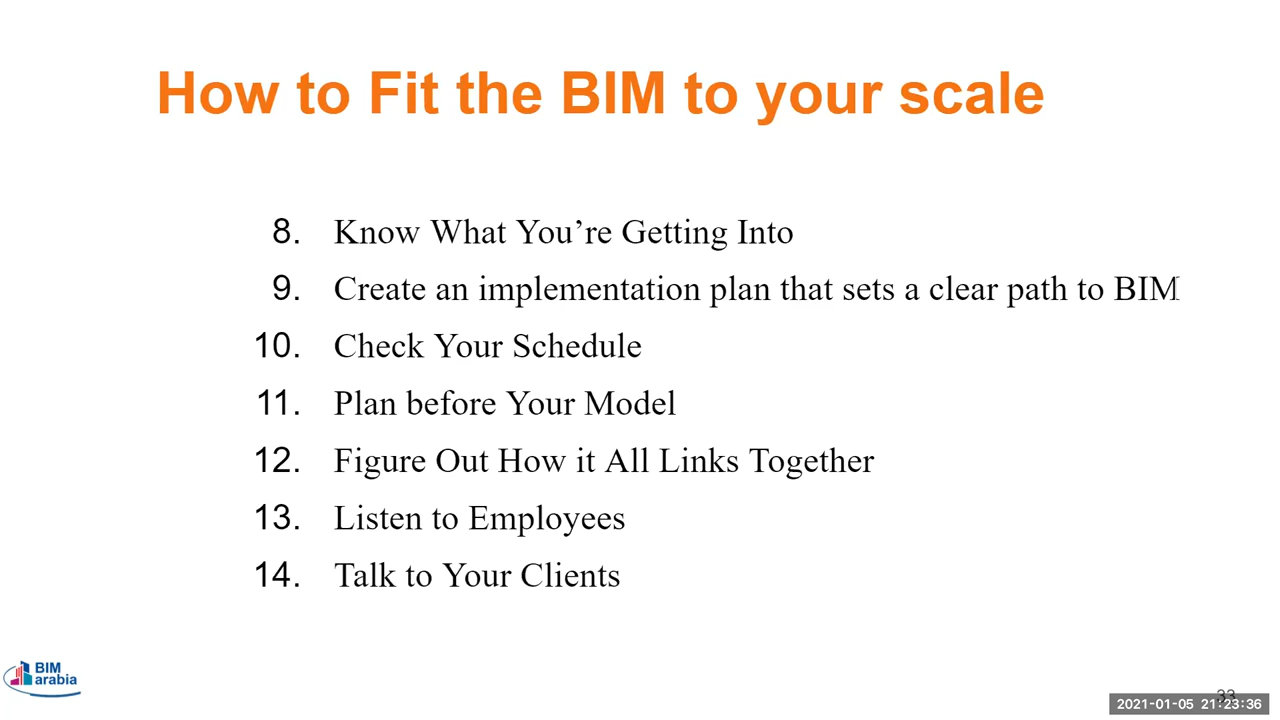 How to Fit the BIM to your scale
8. Know What You’re Getting Into
9. Create an implementation plan that sets a clear path to BIM
10. Check Your Schedule
11. Plan before Your Model
12. Figure Out How it All Links Together
13. Listen to Employees
14. Talk to Your Clients
BIM
arabia
33
2021-01-05 21:23:36